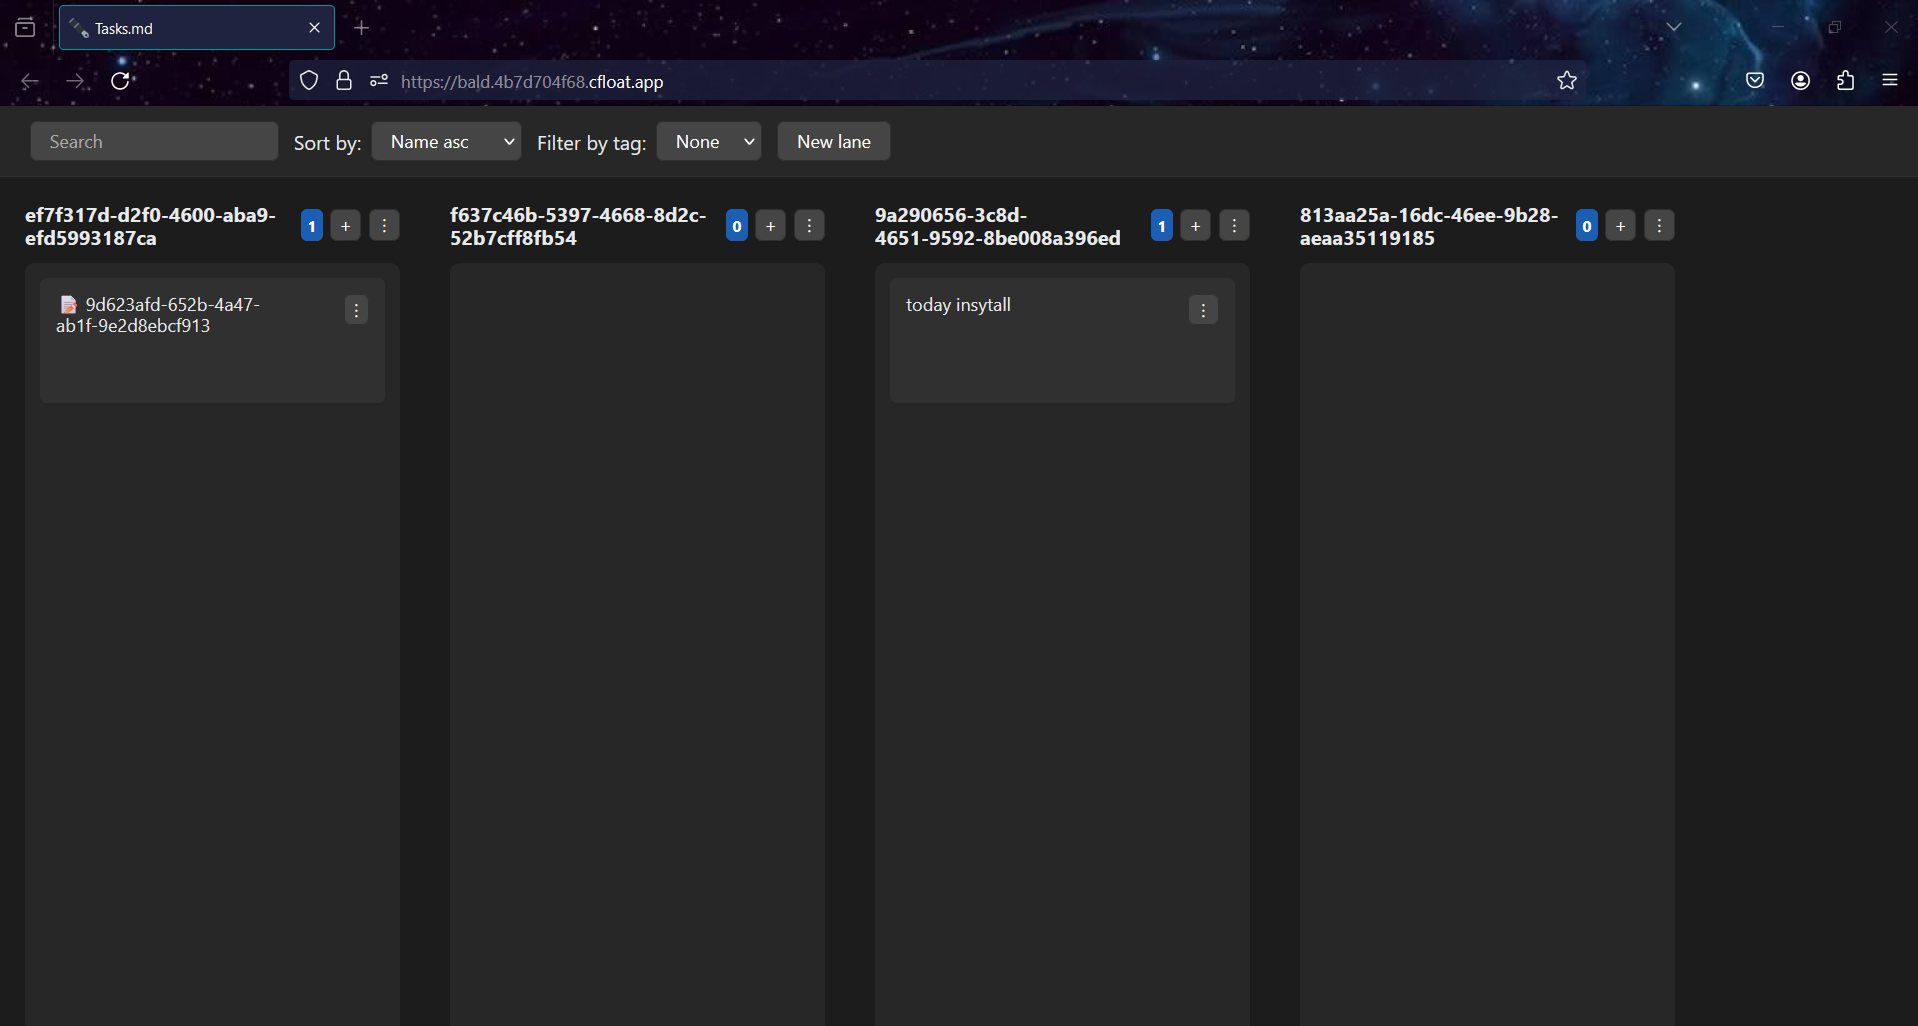 Tasks.md
https://bald.4b7d704f68.cfloat.app
Search
Sort by:
Name asc
Filter by tag:
None
New lane
ef7f317d-d2f0-4600-aba9-
efd5993187ca
1
+
f637c46b-5397-4668-8d2c-
52b7cff8fb54
0
+
9a290656-3c8d-
4651-9592-8be008a396ed
1
+
813aa25a-16dc-46ee-9b28-
aeaa35119185
0
+
9d623afd-652b-4a47-
ab1f-9e2d8ebcf913
today insytall